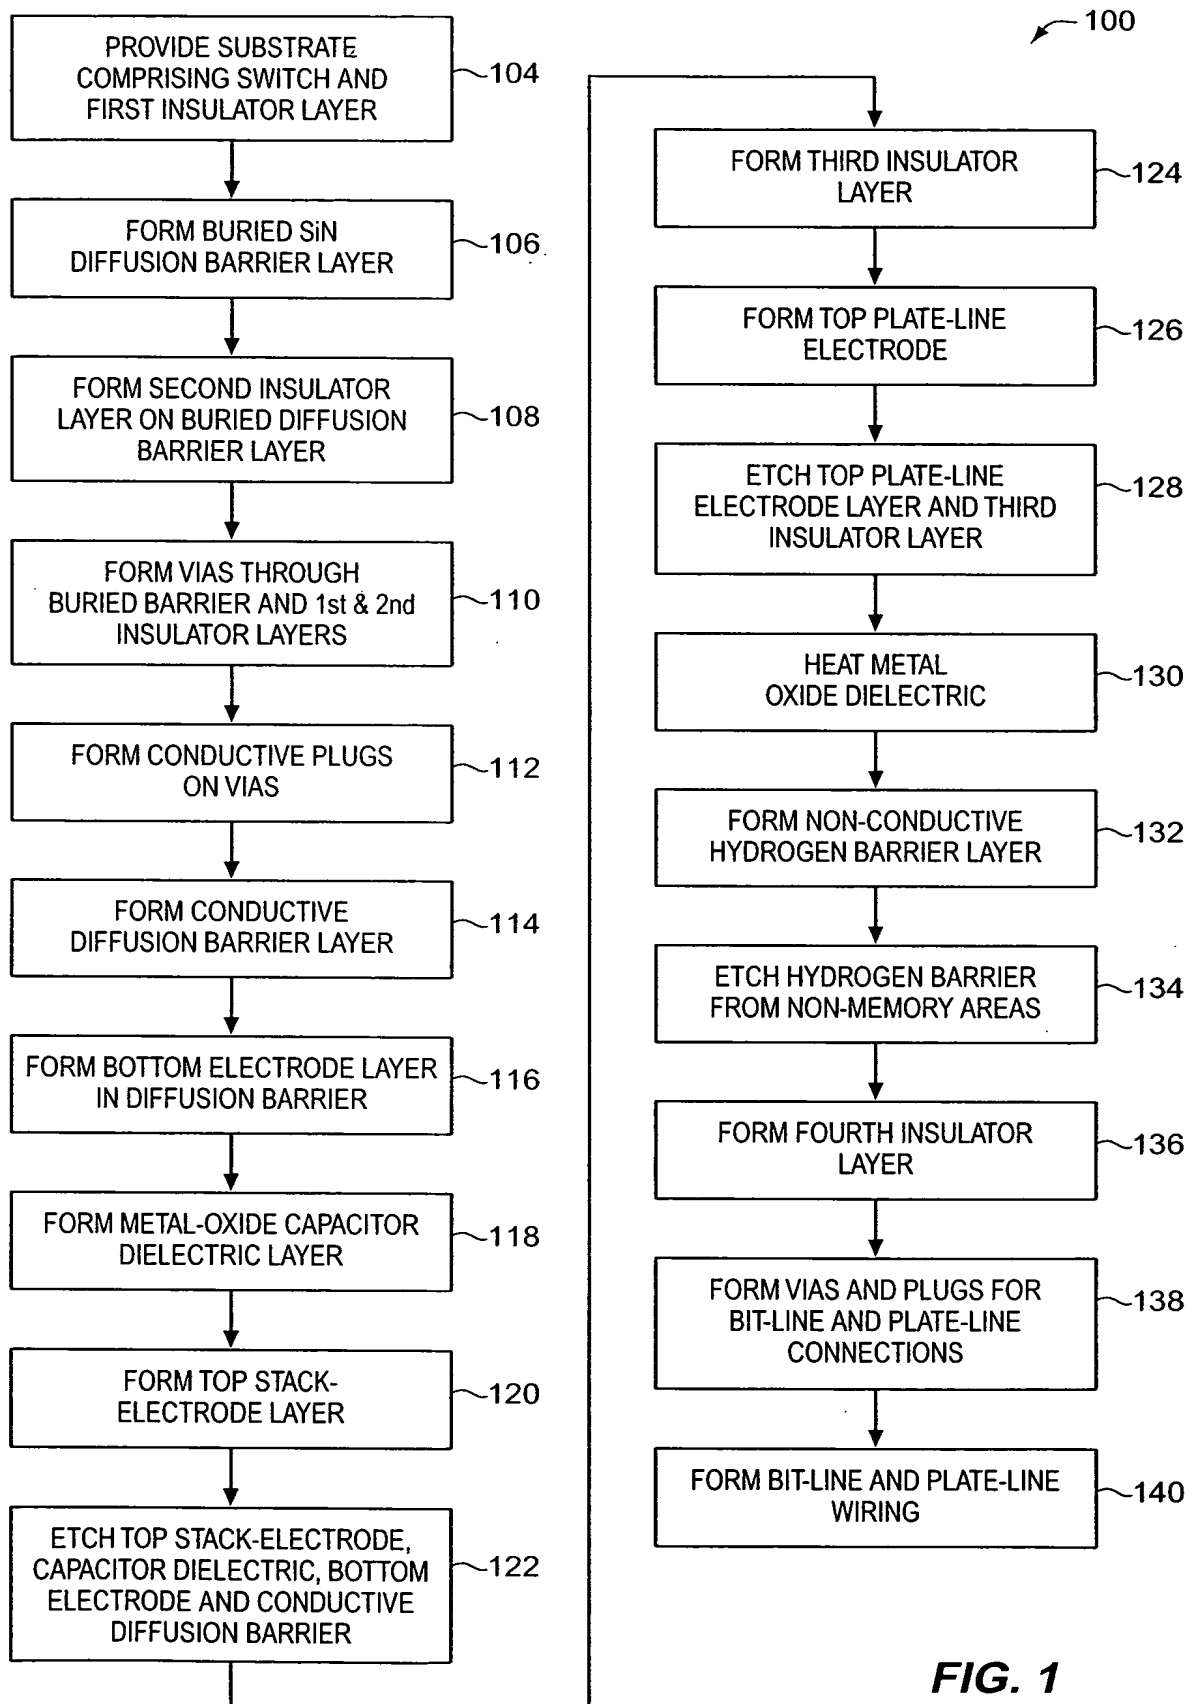 100
PROVIDE SUBSTRATE
COMPRISING SWITCH AND
FIRST INSULATOR LAYER
104
FORM BURIED SiN
DIFFUSION BARRIER LAYER
106
FORM SECOND INSULATOR
LAYER ON BURIED DIFFUSION
BARRIER LAYER
108
FORM VIAS THROUGH
BURIED BARRIER AND 1st & 2nd
INSULATOR LAYERS
110
FORM CONDUCTIVE PLUGS
ON VIAS
112
FORM CONDUCTIVE
DIFFUSION BARRIER LAYER
114
FORM BOTTOM ELECTRODE LAYER
IN DIFFUSION BARRIER
116
FORM METAL-OXIDE CAPACITOR
DIELECTRIC LAYER
118
FORM TOP STACK-
ELECTRODE LAYER
120
ETCH TOP STACK-ELECTRODE,
CAPACITOR DIELECTRIC, BOTTOM
ELECTRODE AND CONDUCTIVE
DIFFUSION BARRIER
122
FORM THIRD INSULATOR
LAYER
124
FORM TOP PLATE-LINE
ELECTRODE
126
ETCH TOP PLATE-LINE
ELECTRODE LAYER AND THIRD
INSULATOR LAYER
128
HEAT METAL
OXIDE DIELECTRIC
130
FORM NON-CONDUCTIVE
HYDROGEN BARRIER LAYER
132
ETCH HYDROGEN BARRIER
FROM NON-MEMORY AREAS
134
FORM FOURTH INSULATOR
LAYER
136
FORM VIAS AND PLUGS FOR
BIT-LINE AND PLATE-LINE
CONNECTIONS
138
FORM BIT-LINE AND PLATE-LINE
WIRING
140
FIG. 1